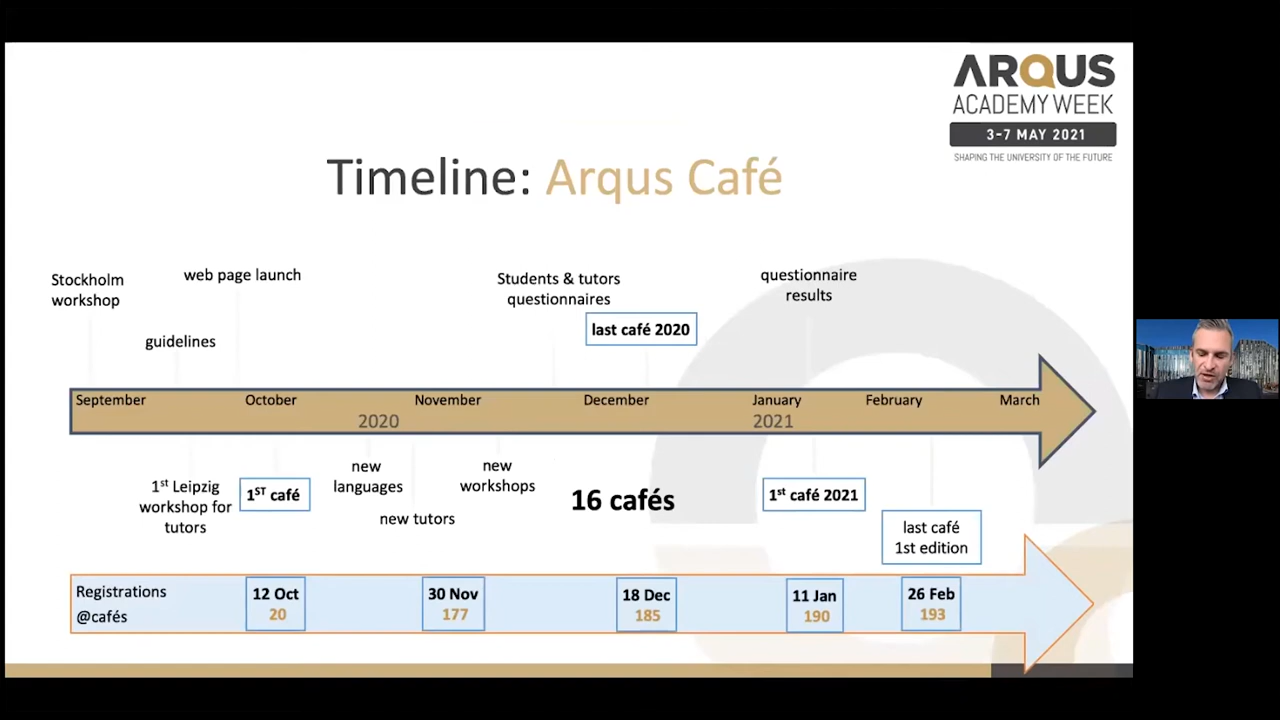 ARQUS
ACADEMY WEEK
3-7 MAY 2021
SHAPING THE UNIVERSITY OF THE FUTURE
Timeline: Arqus Café
Stockholm
workshop
web page launch
guidelines
Students & tutors
questionnaires
last café 2020
questionnaire
results
September
October
November
December
January
February
March
2020
2021
1st Leipzig
workshop for
tutors
1ST café
new
languages
new tutors
new
workshops
16 cafés
1st café 2021
last café
1st edition
Registrations
@cafés
12 Oct
20
30 Nov
177
18 Dec
185
11 Jan
190
26 Feb
193